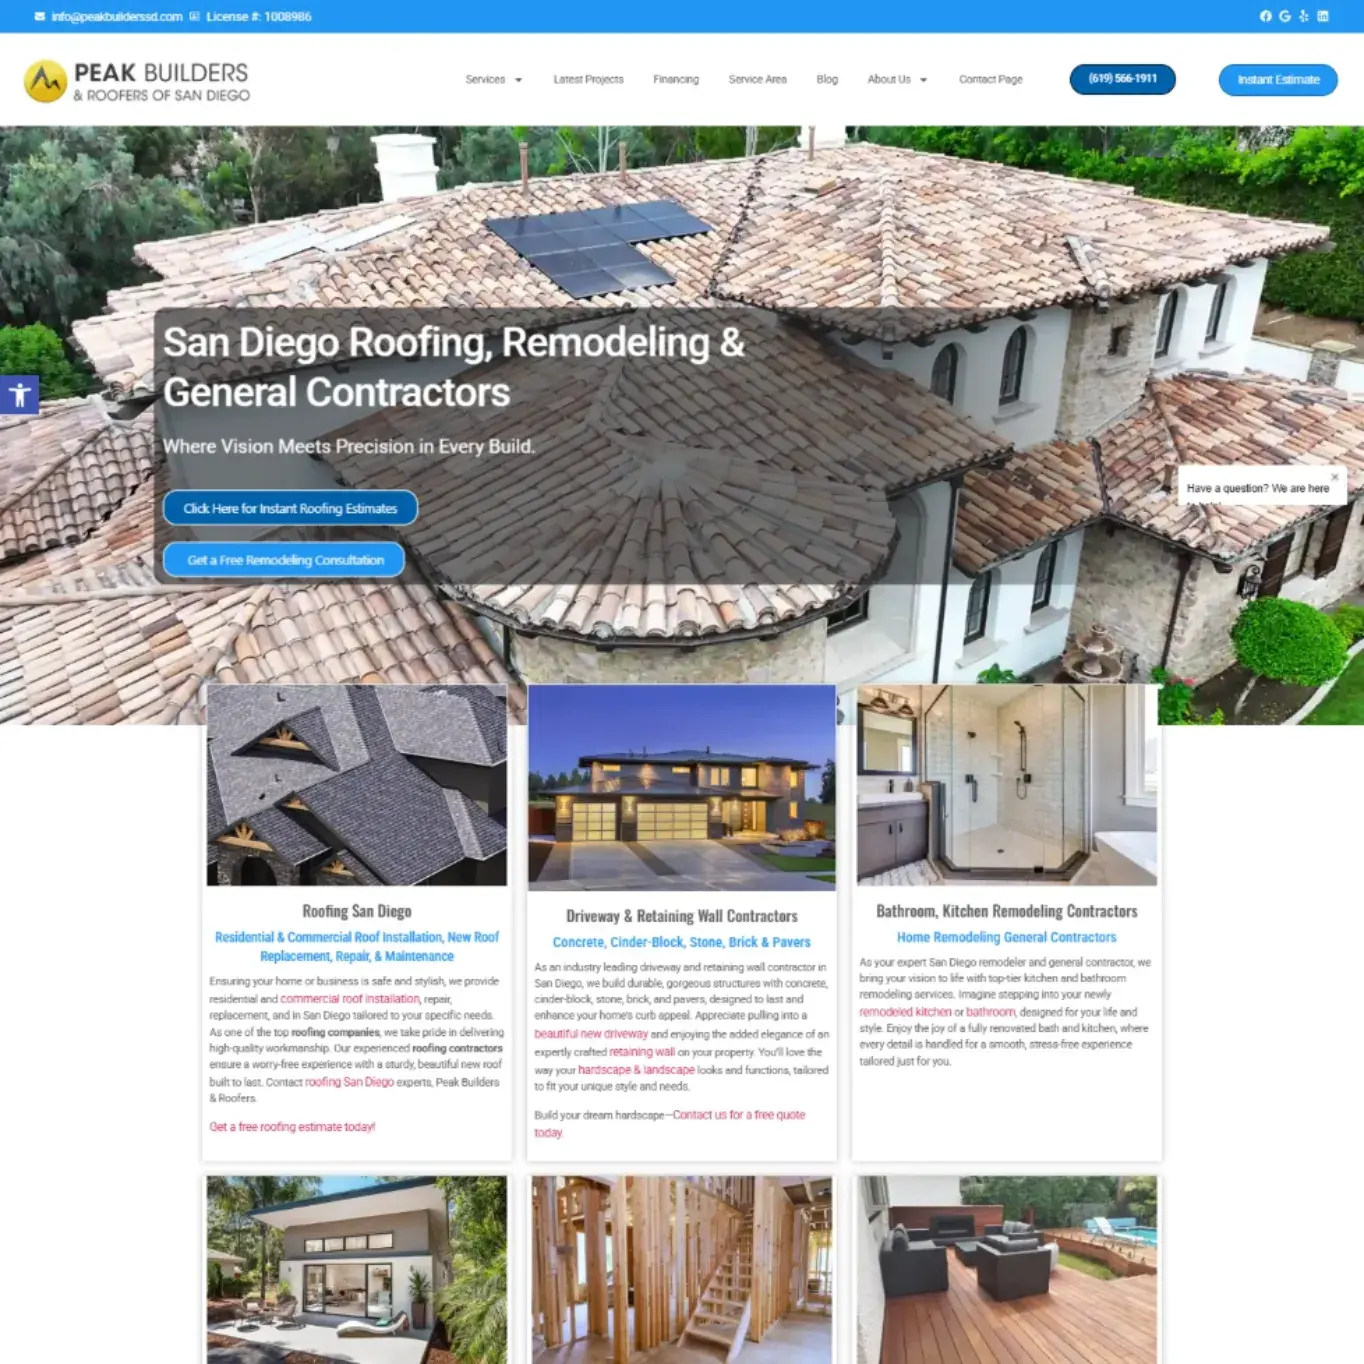 info@peakbuilderssd.com License #: 1008986
PEAK BUILDERS
& ROOFERS OF SAN DIEGO
Services Latest Projects Financing Service Area Blog About Us Contact Page (619) 566-1911 Instant Estimate
San Diego Roofing, Remodeling &
General Contractors
Where Vision Meets Precision in Every Build.
Click Here for Instant Roofing Estimates
Get a Free Remodeling Consultation
Have a question? We are here
Roofing San Diego
Residential & Commercial Roof Installation, New Roof
Replacement, Repair, & Maintenance
Ensuring your home or business is safe and stylish, we provide
residential and commercial roof installation, repair,
replacement, and in San Diego tailored to your specific needs.
As one of the top roofing companies, we take pride in delivering
high-quality workmanship. Our experienced roofing contractors
ensure a worry-free experience with a sturdy, beautiful new roof
built to last. Contact roofing San Diego experts, Peak Builders
& Roofers.
Get a free roofing estimate today!
Driveway & Retaining Wall Contractors
Concrete, Cinder-Block, Stone, Brick & Pavers
As an industry leading driveway and retaining wall contractor in
San Diego, we build durable, gorgeous structures with concrete,
cinder-block, stone, brick, and pavers, designed to last and
enhance your home's curb appeal. Appreciate pulling into a
beautiful new driveway and enjoying the added elegance of an
expertly crafted retaining wall on your property. You'll love the
way your hardscape & landscape looks and functions, tailored
to fit your unique style and needs.
Build your dream hardscape—Contact us for a free quote
today.
Bathroom, Kitchen Remodeling Contractors
Home Remodeling General Contractors
As your expert San Diego remodeler and general contractor, we
bring your vision to life with top-tier kitchen and bathroom
remodeling services. Imagine stepping into your newly
remodeled kitchen or bathroom, designed for your life and
style. Enjoy the joy of a fully renovated bath and kitchen, where
every detail is handled for a smooth, stress-free experience
tailored just for you.